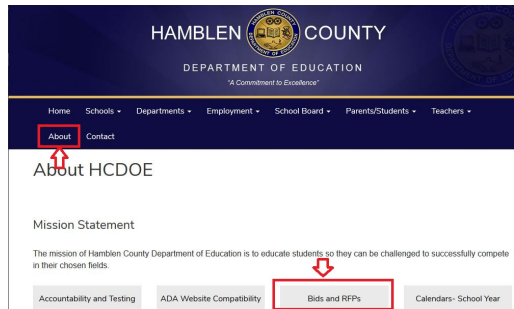 HAMBLEN COUNTY
DEPARTMENT OF EDUCATION
"A Commitment to Excellence"
Home Schools Departments Employment School Board Parents/Students Teachers
About Contact
About HCDOE
Mission Statement
The mission of Hamblen County Department of Education is to educate students so they can be challenged to successfully compete
in their chosen fields.
Accountability and Testing ADA Website Compatibility Bids and RFPs Calendars- School Year